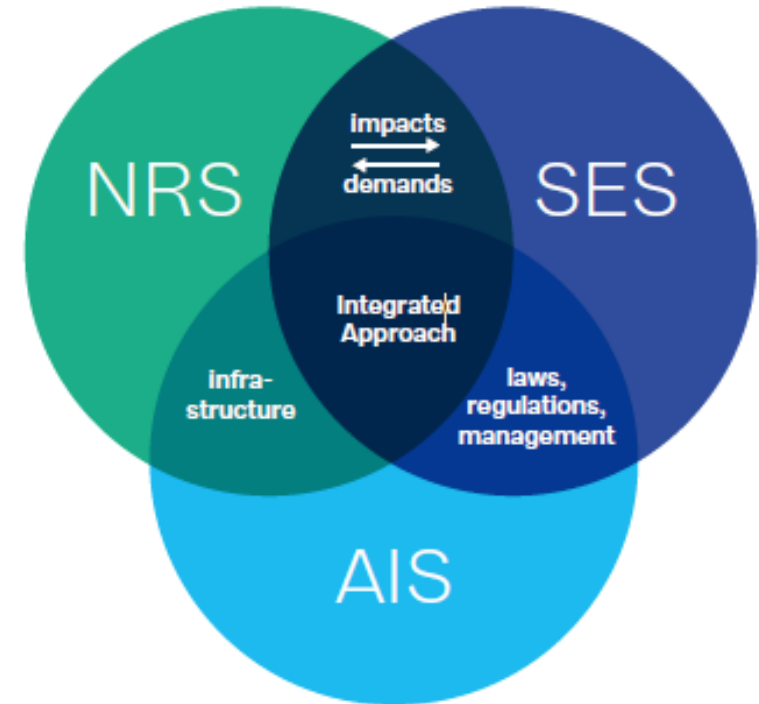 impacts
demands
NRS
SES
Integrated
Approach
infra-
structure
laws,
regulations,
management
AIS